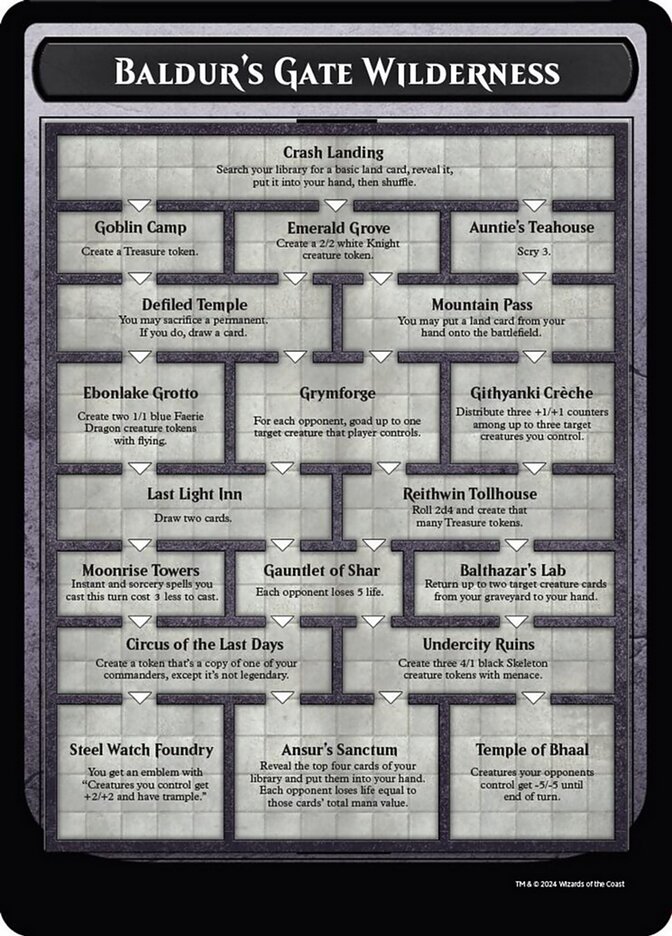 Baldur's Gate Wilderness
Crash Landing
Search your library for a basic land card, reveal it,
put it into your hand, then shuffle.
Goblin Camp
Create a Treasure token.
Emerald Grove
Create a 2/2 white Knight
creature token.
Auntie's Teahouse
Scry 3.
Defiled Temple
You may sacrifice a permanent.
If you do, draw a card.
Mountain Pass
You may put a land card from your
hand onto the battlefield.
Ebonlake Grotto
Create two 1/1 blue Faerie
Dragon creature tokens
with flying.
Grymforge
For each opponent, goad up to one
target creature that player controls.
Githyanki Crèche
Distribute three +1/+1 counters
among up to three target
creatures you control.
Last Light Inn
Draw two cards.
Reithwin Tollhouse
Roll 2d4 and create that
many Treasure tokens.
Moonrise Towers
Instant and sorcery spells you
cast this turn cost 3 less to cast.
Gauntlet of Shar
Each opponent loses 5 life.
Balthazar's Lab
Return up to two target creature cards
from your graveyard to your hand.
Circus of the Last Days
Create a token that's a copy of one of your
commanders, except it's not legendary.
Undercity Ruins
Create three 4/1 black Skeleton
creature tokens with menace.
Steel Watch Foundry
You get an emblem with
"Creatures you control get
+2/+2 and have trample."
Ansur's Sanctum
Reveal the top four cards of your
library and put them into your hand.
Each opponent loses life equal to
those cards' total mana value.
Temple of Bhaal
Creatures your opponents
control get -5/-5 until
end of turn.
TM & © 2024 Wizards of the Coast